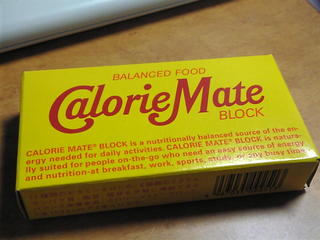 BALANCED FOOD
CalorieMate
BLOCK
CALORIE MATE® BLOCK is a nutritionally balanced source of the en-
ergy needed for daily activities. CALORIE MATE® BLOCK is natura-
lly suited for people on-the-go who need an easy source of energy
and nutrition-at breakfast, work, sports, study, or any busy time.